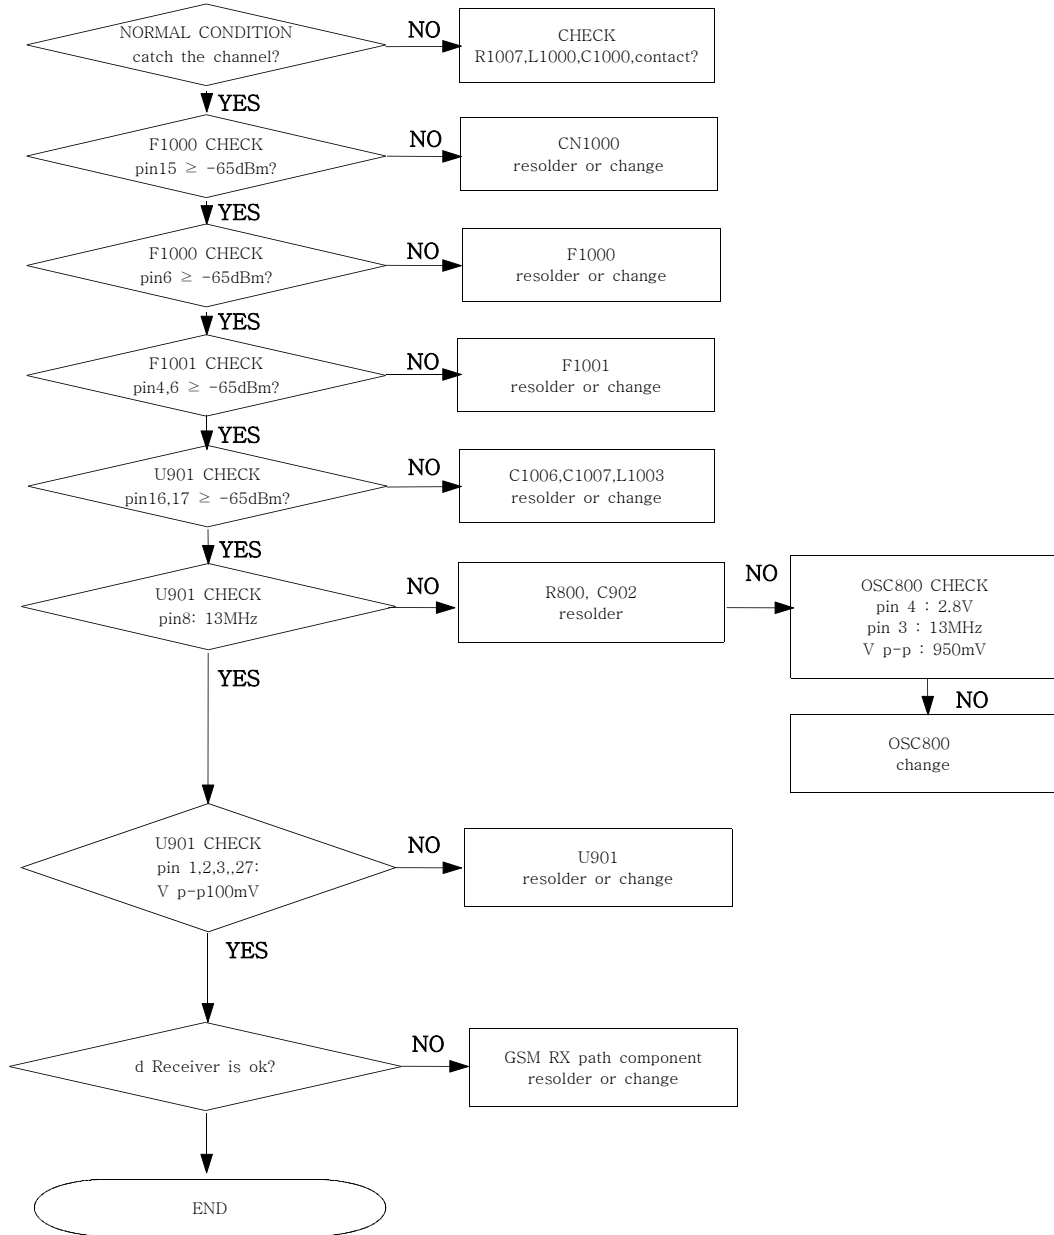 NORMAL CONDITION
catch the channel?
NO
CHECK
R1007,L1000,C1000,contact?
YES
F1000 CHECK
pin15 ≥ -65dBm?
NO
CN1000
resolder or change
YES
F1000 CHECK
pin6 ≥ -65dBm?
NO
F1000
resolder or change
YES
F1001 CHECK
pin4,6 ≥ -65dBm?
NO
F1001
resolder or change
YES
U901 CHECK
pin16,17 ≥ -65dBm?
NO
C1006,C1007,L1003
resolder or change
YES
U901 CHECK
pin8: 13MHz
NO
R800, C902
resolder
NO
OSC800 CHECK
pin 4 : 2.8V
pin 3 : 13MHz
V p-p : 950mV
YES
NO
OSC800
change
U901 CHECK
pin 1,2,3,,27:
V p-p100mV
NO
U901
resolder or change
YES
d Receiver is ok?
NO
GSM RX path component
resolder or change
END